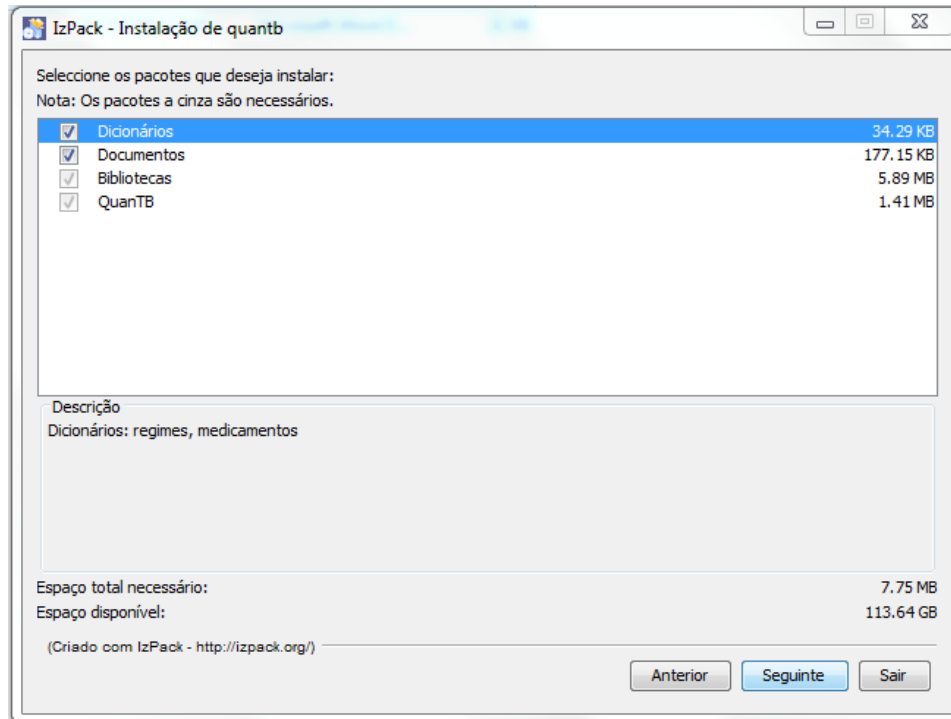 IzPack - Instalação de quantb
Seleccione os pacotes que deseja instalar:
Nota: Os pacotes a cinza são necessários.
Dicionários 34.29 KB
Documentos 177.15 KB
Bibliotecas 5.89 MB
QuanTB 1.41 MB
Descrição
Dicionários: regimes, medicamentos
Espaço total necessário: 7.75 MB
Espaço disponível: 113.64 GB
(Criado com IzPack - http://izpack.org/)
Anterior Seguinte Sair